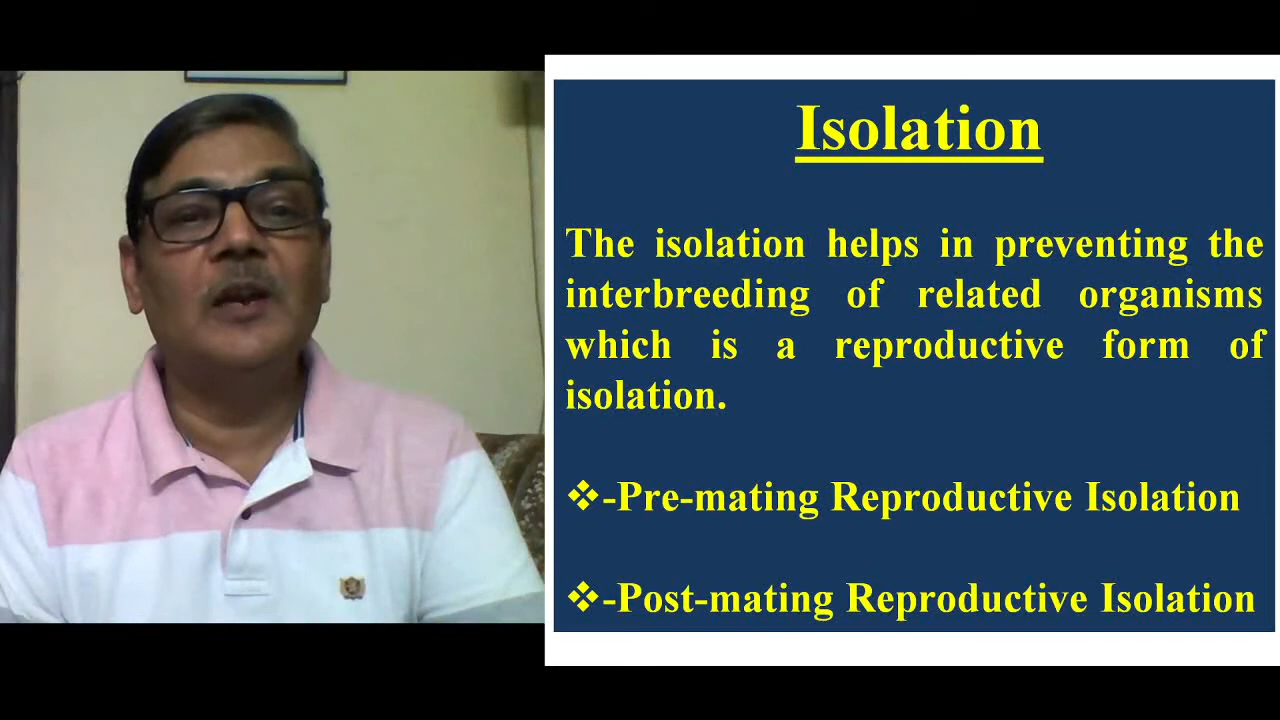 Isolation
The isolation helps in preventing the
interbreeding of related organisms
which is a reproductive form of
isolation.
❖-Pre-mating Reproductive Isolation
❖-Post-mating Reproductive Isolation